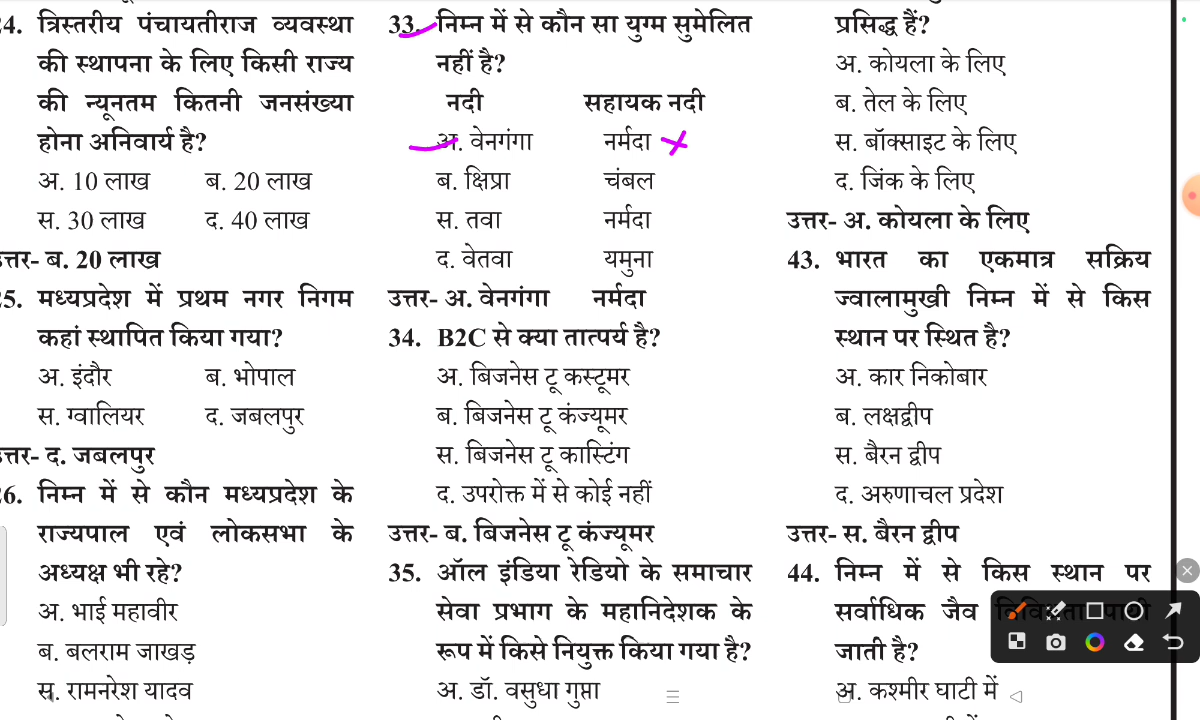 24. त्रिस्तरीय पंचायतीराज व्यवस्था
की स्थापना के लिए किसी राज्य
की न्यूनतम कितनी जनसंख्या
होना अनिवार्य है?
अ. 10 लाख ब. 20 लाख
स. 30 लाख द. 40 लाख
उत्तर- ब. 20 लाख
25. मध्यप्रदेश में प्रथम नगर निगम
कहां स्थापित किया गया?
अ. इंदौर ब. भोपाल
स. ग्वालियर द. जबलपुर
उत्तर- द. जबलपुर
26. निम्न में से कौन मध्यप्रदेश के
राज्यपाल एवं लोकसभा के
अध्यक्ष भी रहे?
अ. भाई महावीर
ब. बलराम जाखड़
स. रामनरेश यादव
33. निम्न में से कौन सा युग्म सुमेलित
नहीं है?
नदी सहायक नदी
अ. वेनगंगा नर्मदा
ब. क्षिप्रा चंबल
स. तवा नर्मदा
द. वेतवा यमुना
उत्तर- अ. वेनगंगा नर्मदा
34. B2C से क्या तात्पर्य है?
अ. बिजनेस टू कस्टूमर
ब. बिजनेस टू कंज्यूमर
स. बिजनेस टू कास्टिंग
द. उपरोक्त में से कोई नहीं
उत्तर- ब. बिजनेस टू कंज्यूमर
35. ऑल इंडिया रेडियो के समाचार
सेवा प्रभाग के महानिदेशक के
रूप में किसे नियुक्त किया गया है?
अ. डॉ. वसुधा गुप्ता
प्रसिद्ध हैं?
अ. कोयला के लिए
ब. तेल के लिए
स. बॉक्साइट के लिए
द. जिंक के लिए
उत्तर- अ. कोयला के लिए
43. भारत का एकमात्र सक्रिय
ज्वालामुखी निम्न में से किस
स्थान पर स्थित है?
अ. कार निकोबार
ब. लक्षद्वीप
स. बैरन द्वीप
द. अरुणाचल प्रदेश
उत्तर- स. बैरन द्वीप
44. निम्न में से किस स्थान पर
सर्वाधिक जैव विविधता पायी
जाती है?
अ. कश्मीर घाटी में